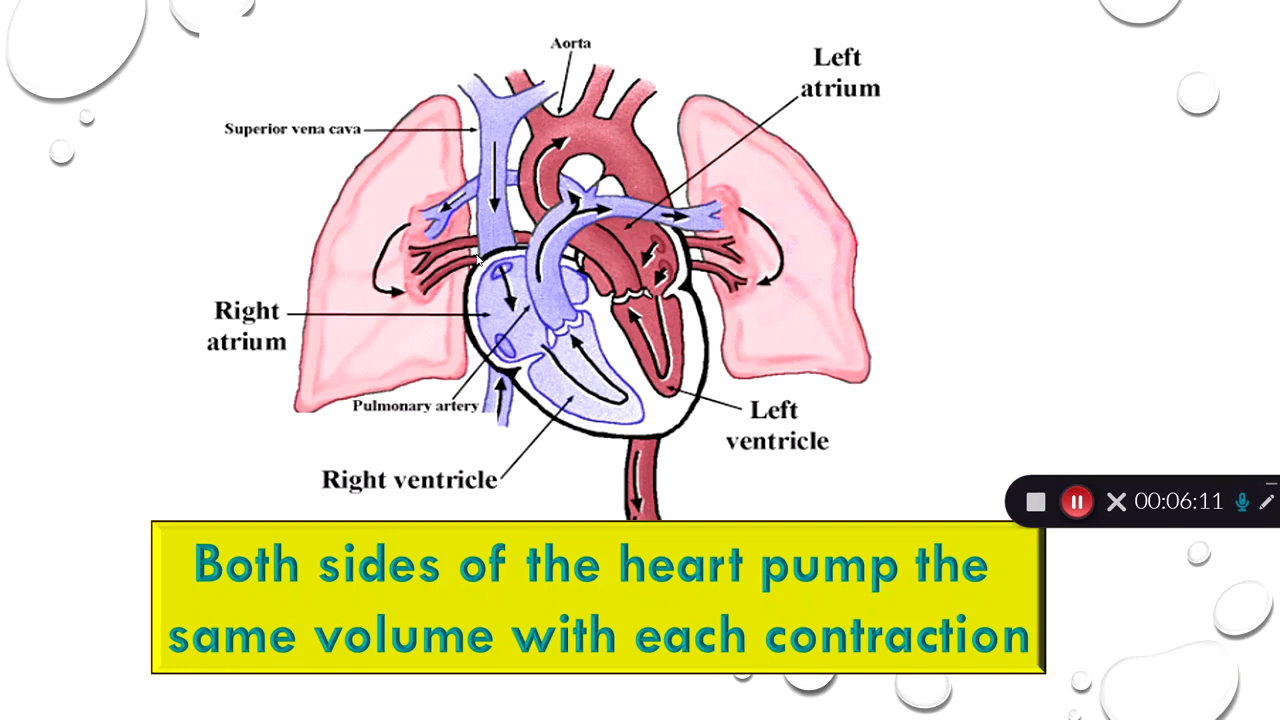 Aorta
Left
atrium
Superior vena cava
Right
atrium
Pulmonary artery
Left
ventricle
Right ventricle
00:06:11
Both sides of the heart pump the
same volume with each contraction